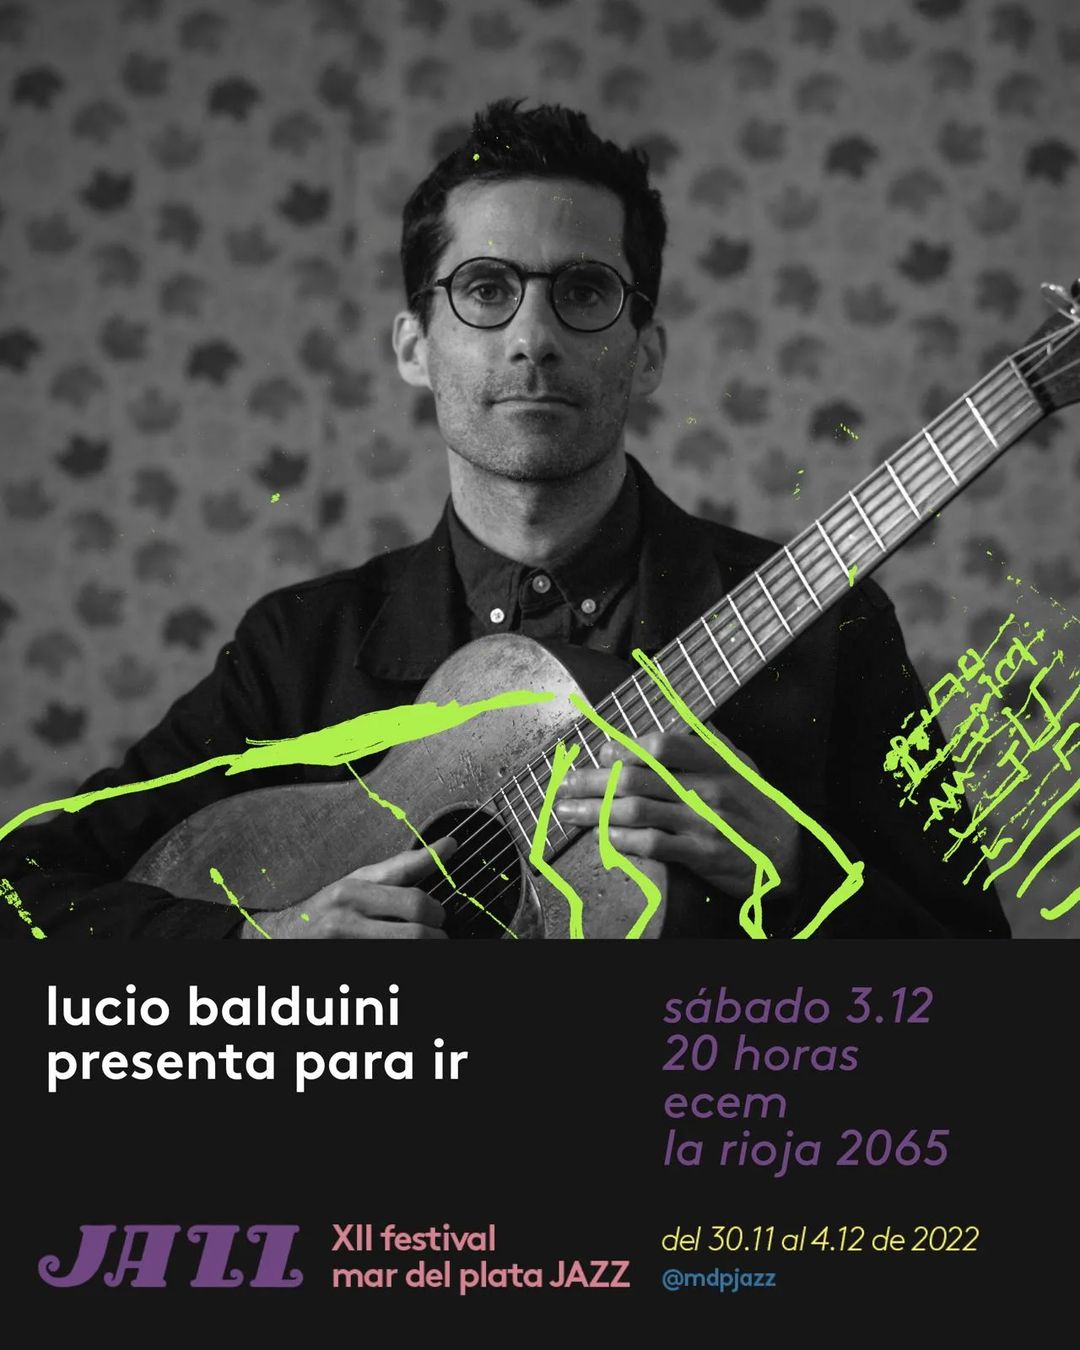 lucio balduini
presenta para ir
sábado 3.12
20 horas
ecem
la rioja 2065
JAZZ
XII festival
mar del plata JAZZ
del 30.11 al 4.12 de 2022
@mdpjazz